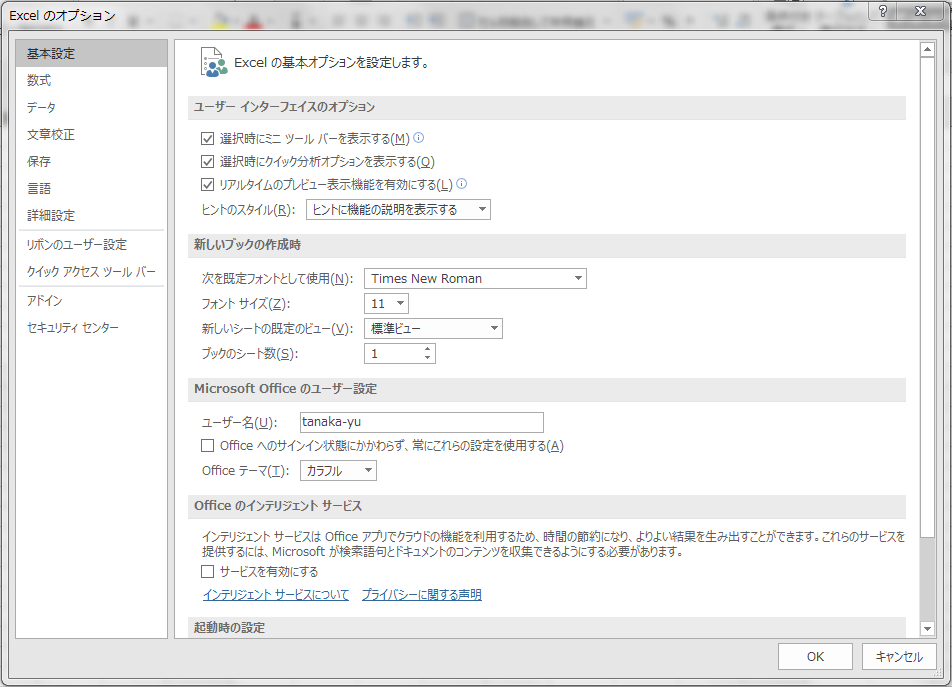 Excel のオプション
基本設定
数式
データ
文章校正
保存
言語
詳細設定
リボンのユーザー設定
クイック アクセス ツール バー
アドイン
セキュリティ センター
Excel の基本オプションを設定します。
ユーザー インターフェイスのオプション
選択時にミニ ツール バーを表示する(M)
選択時にクイック分析オプションを表示する(Q)
リアルタイムのプレビュー表示機能を有効にする(L)
ヒントのスタイル(R): ヒントに機能の説明を表示する
新しいブックの作成時
次を既定フォントとして使用(N): Times New Roman
フォント サイズ(Z): 11
新しいシートの既定のビュー(V): 標準ビュー
ブックのシート数(S): 1
Microsoft Office のユーザー設定
ユーザー名(U): tanaka-yu
Office へのサインイン状態にかかわらず、常にこれらの設定を使用する(A)
Office テーマ(T): カラフル
Office のインテリジェント サービス
インテリジェント サービスは Office アプリでクラウドの機能を利用するため、時間の節約になり、よりよい結果を生み出すことができます。これらのサービスを
提供するには、Microsoft が検索語句とドキュメントのコンテンツを収集できるようにする必要があります。
サービスを有効にする
インテリジェント サービスについて プライバシーに関する声明
起動時の設定
OK キャンセル